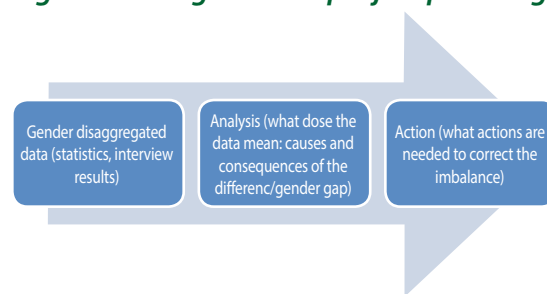 Gender disaggregated
data (statistics, interview
results)
Analysis (what dose the
data mean: causes and
consequences of the
differenc/gender gap)
Action (what actions are
needed to correct the
imbalance)